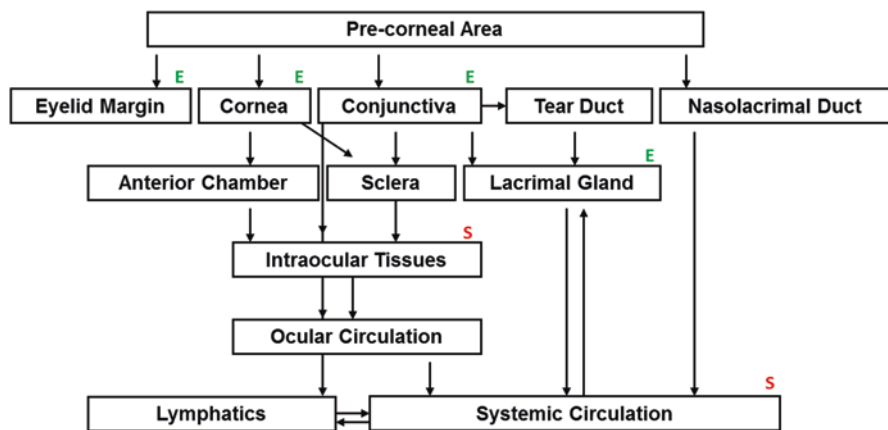 Pre-corneal Area
E E E
Eyelid Margin Cornea Conjunctiva Tear Duct Nasolacrimal Duct
E
Anterior Chamber Sclera Lacrimal Gland
S
Intraocular Tissues
Ocular Circulation
S
Lymphatics Systemic Circulation